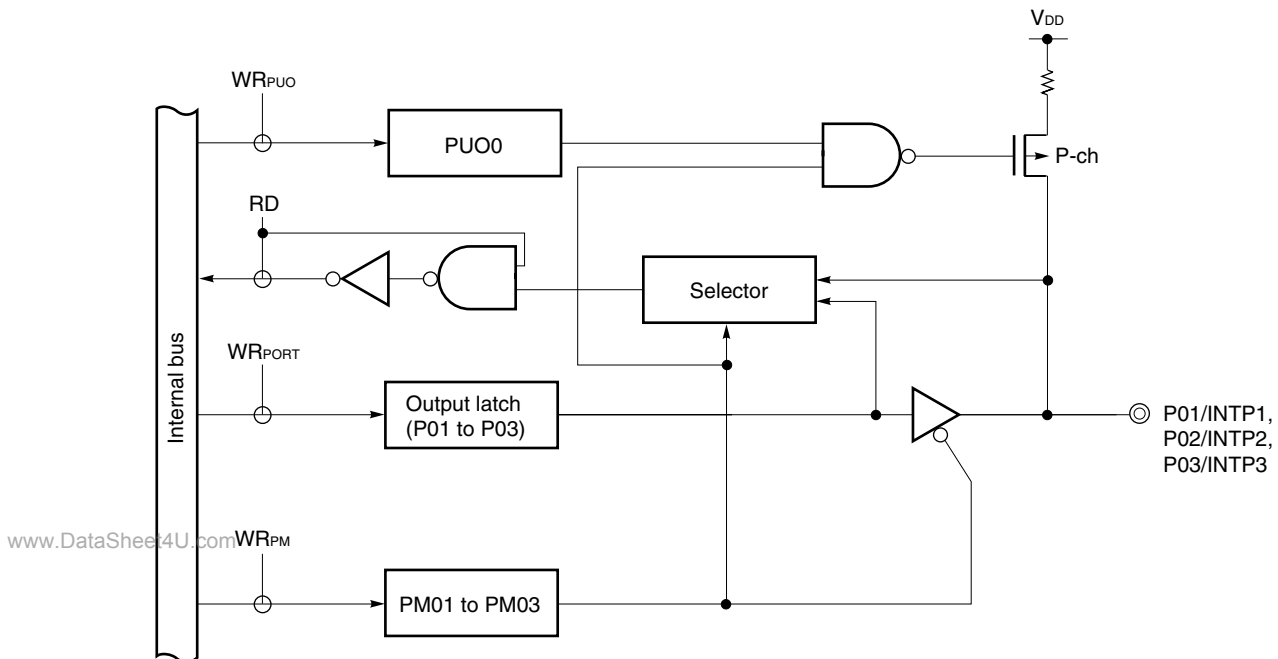 VDD
WRPUO
PUO0
P-ch
RD
Selector
Internal bus
WRPORT
Output latch
(P01 to P03)
P01/INTP1,
P02/INTP2,
P03/INTP3
www.DataSheet4U.com
WRPM
PM01 to PM03